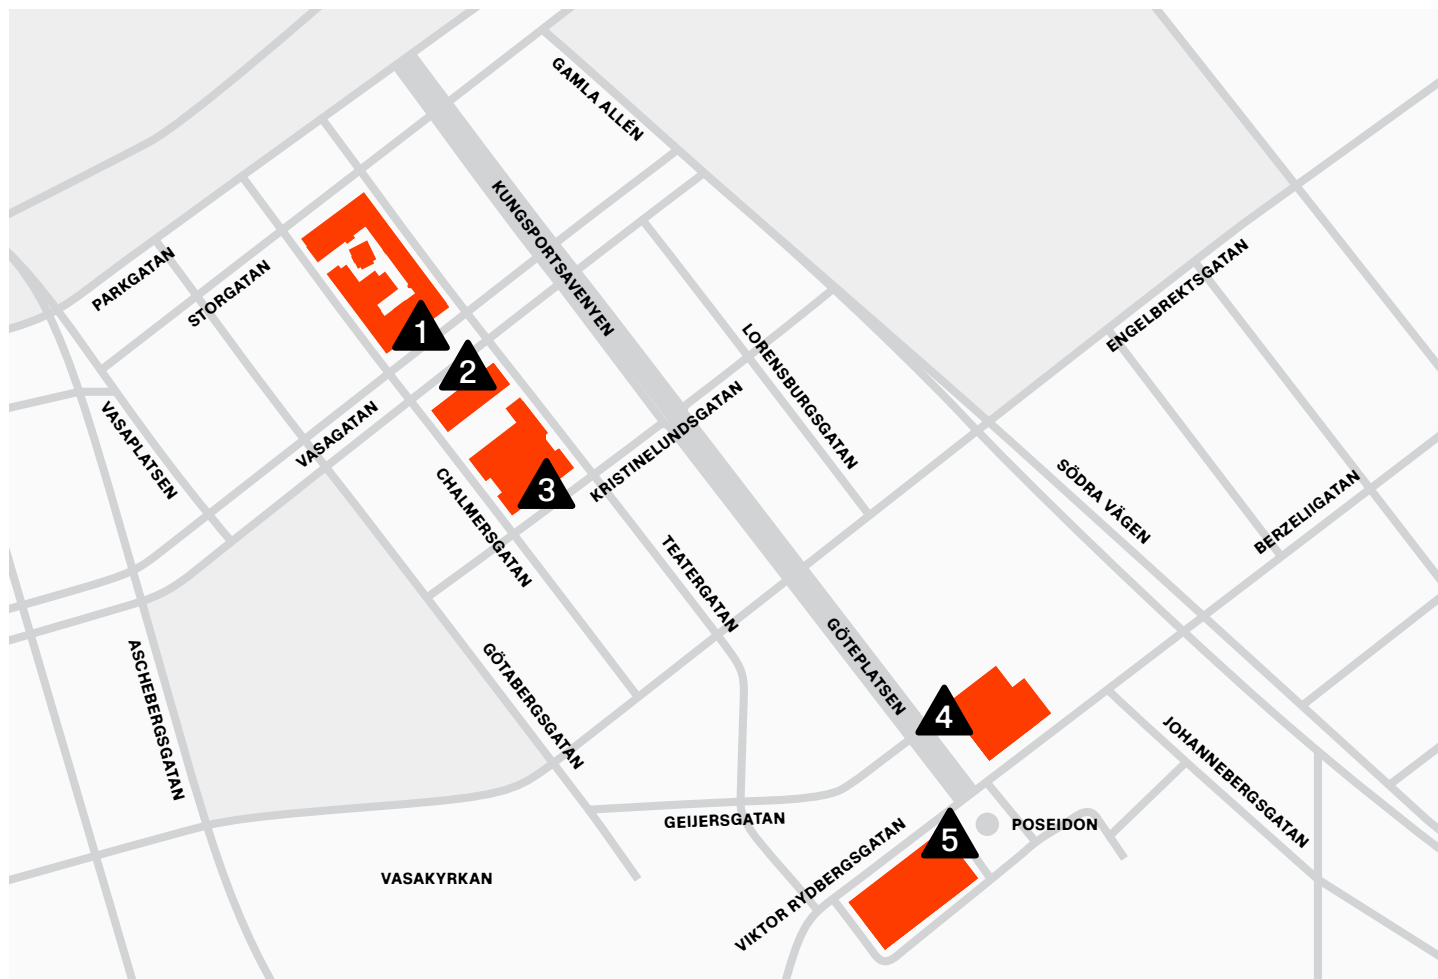 GAMLA ALLÉN
KUNGSPORTSAVENYEN
PARKGATAN
STORGATAN
ENGELBREKTSGATAN
1
2
LORENSBURGSGATAN
VASAPLATSEN
VASAGATAN
KRISTINELUNDSGATAN
3
CHALMERSGATAN
SÖDRA VÄGEN
BERZELIIGATAN
TEATERGATAN
ASCHEBERGSGATAN
GÖTABERGSGATAN
GÖTEPLATSEN
4
JOHANNEBERGSGATAN
GEIJERSGATAN
5
POSEIDON
VIKTOR RYDBERGSGATAN
VASAKYRKAN